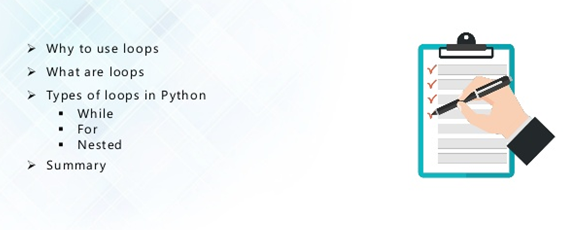 Why to use loops
What are loops
Types of loops in Python
While
For
Nested
Summary